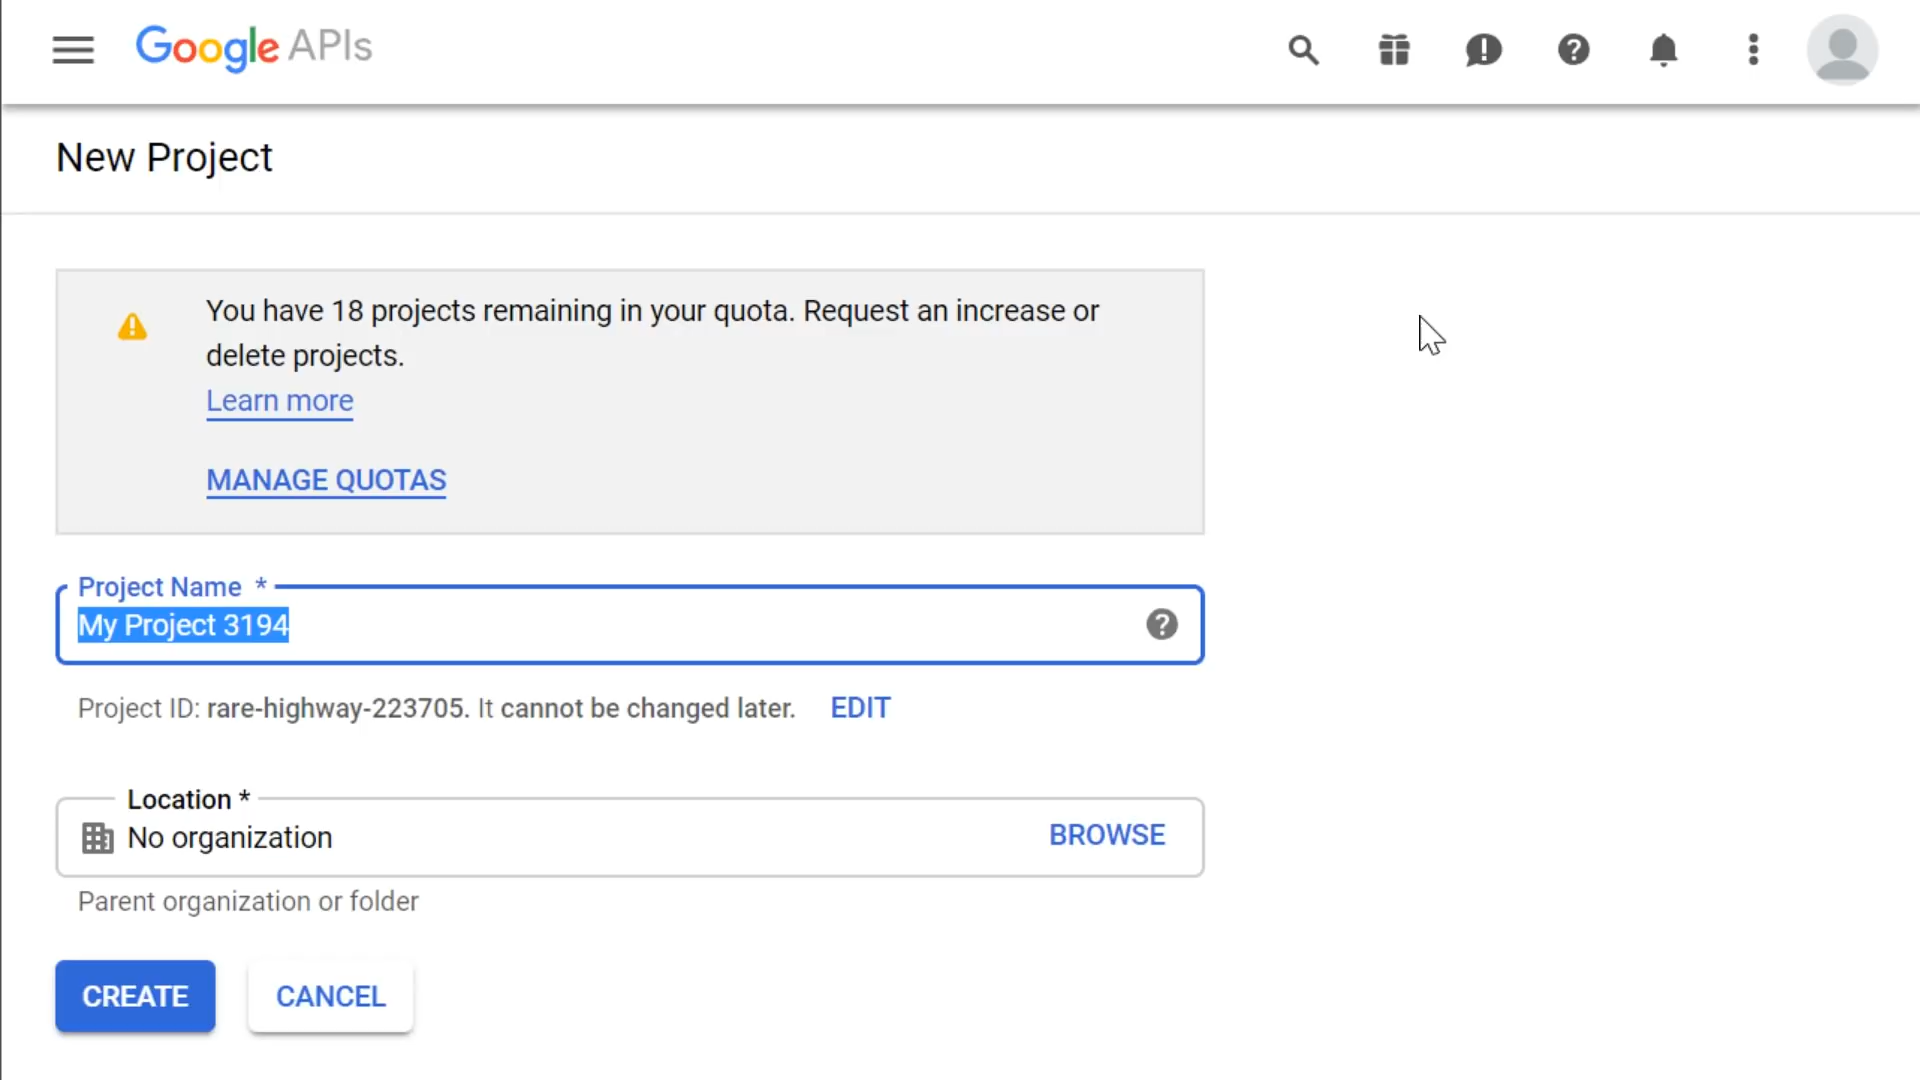 Google APIs
New Project
You have 18 projects remaining in your quota. Request an increase or
delete projects.
Learn more
MANAGE QUOTAS
Project Name *
My Project 3194
Project ID: rare-highway-223705. It cannot be changed later. EDIT
Location *
No organization BROWSE
Parent organization or folder
CREATE CANCEL